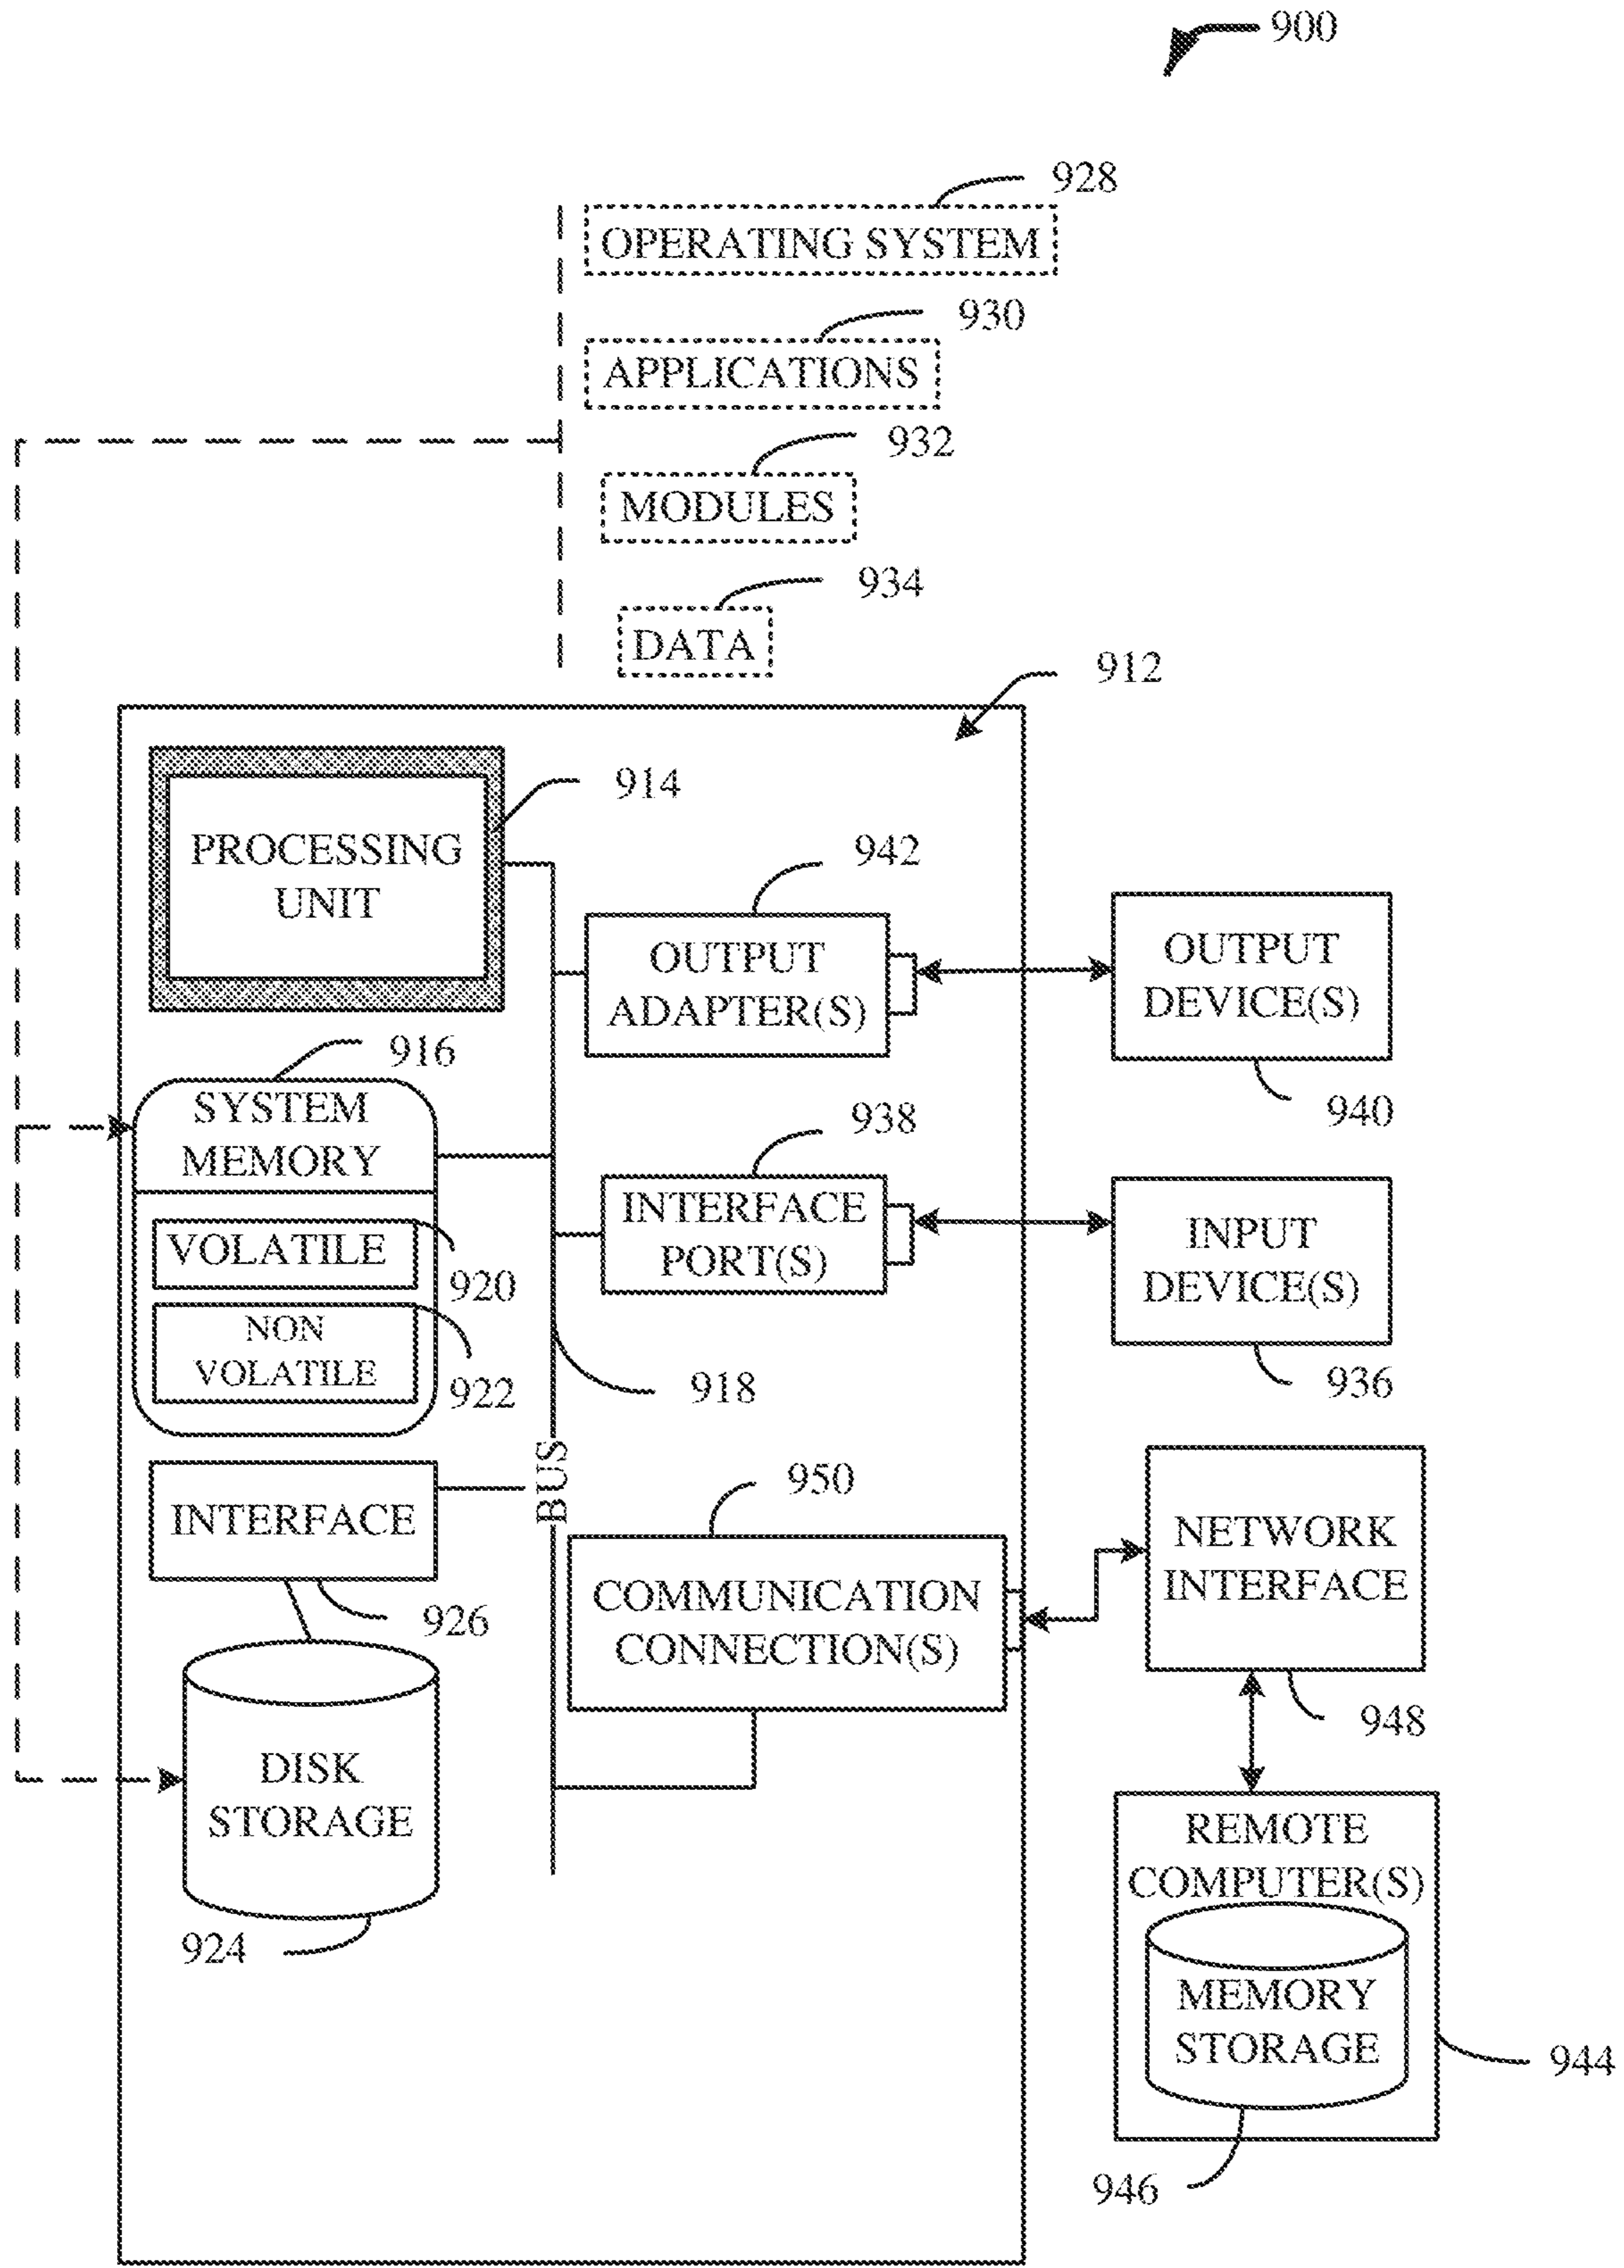 900
928
OPERATING SYSTEM
930
APPLICATIONS
932
MODULES
934
DATA
912
914
PROCESSING
UNIT
942
OUTPUT
ADAPTER(S)
OUTPUT
DEVICE(S)
940
916
SYSTEM
MEMORY
VOLATILE
920
NON
VOLATILE
922
938
INTERFACE
PORT(S)
INPUT
DEVICE(S)
936
918
BUS
INTERFACE
926
950
COMMUNICATION
CONNECTION(S)
NETWORK
INTERFACE
948
DISK
STORAGE
924
REMOTE
COMPUTER(S)
MEMORY
STORAGE
944
946